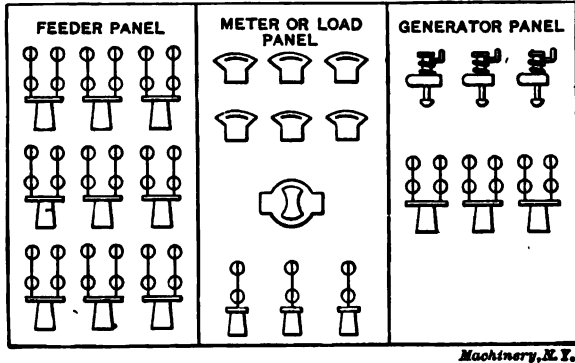 FEEDER PANEL
METER OR LOAD
PANEL
GENERATOR PANEL
Machinery, N. Y.